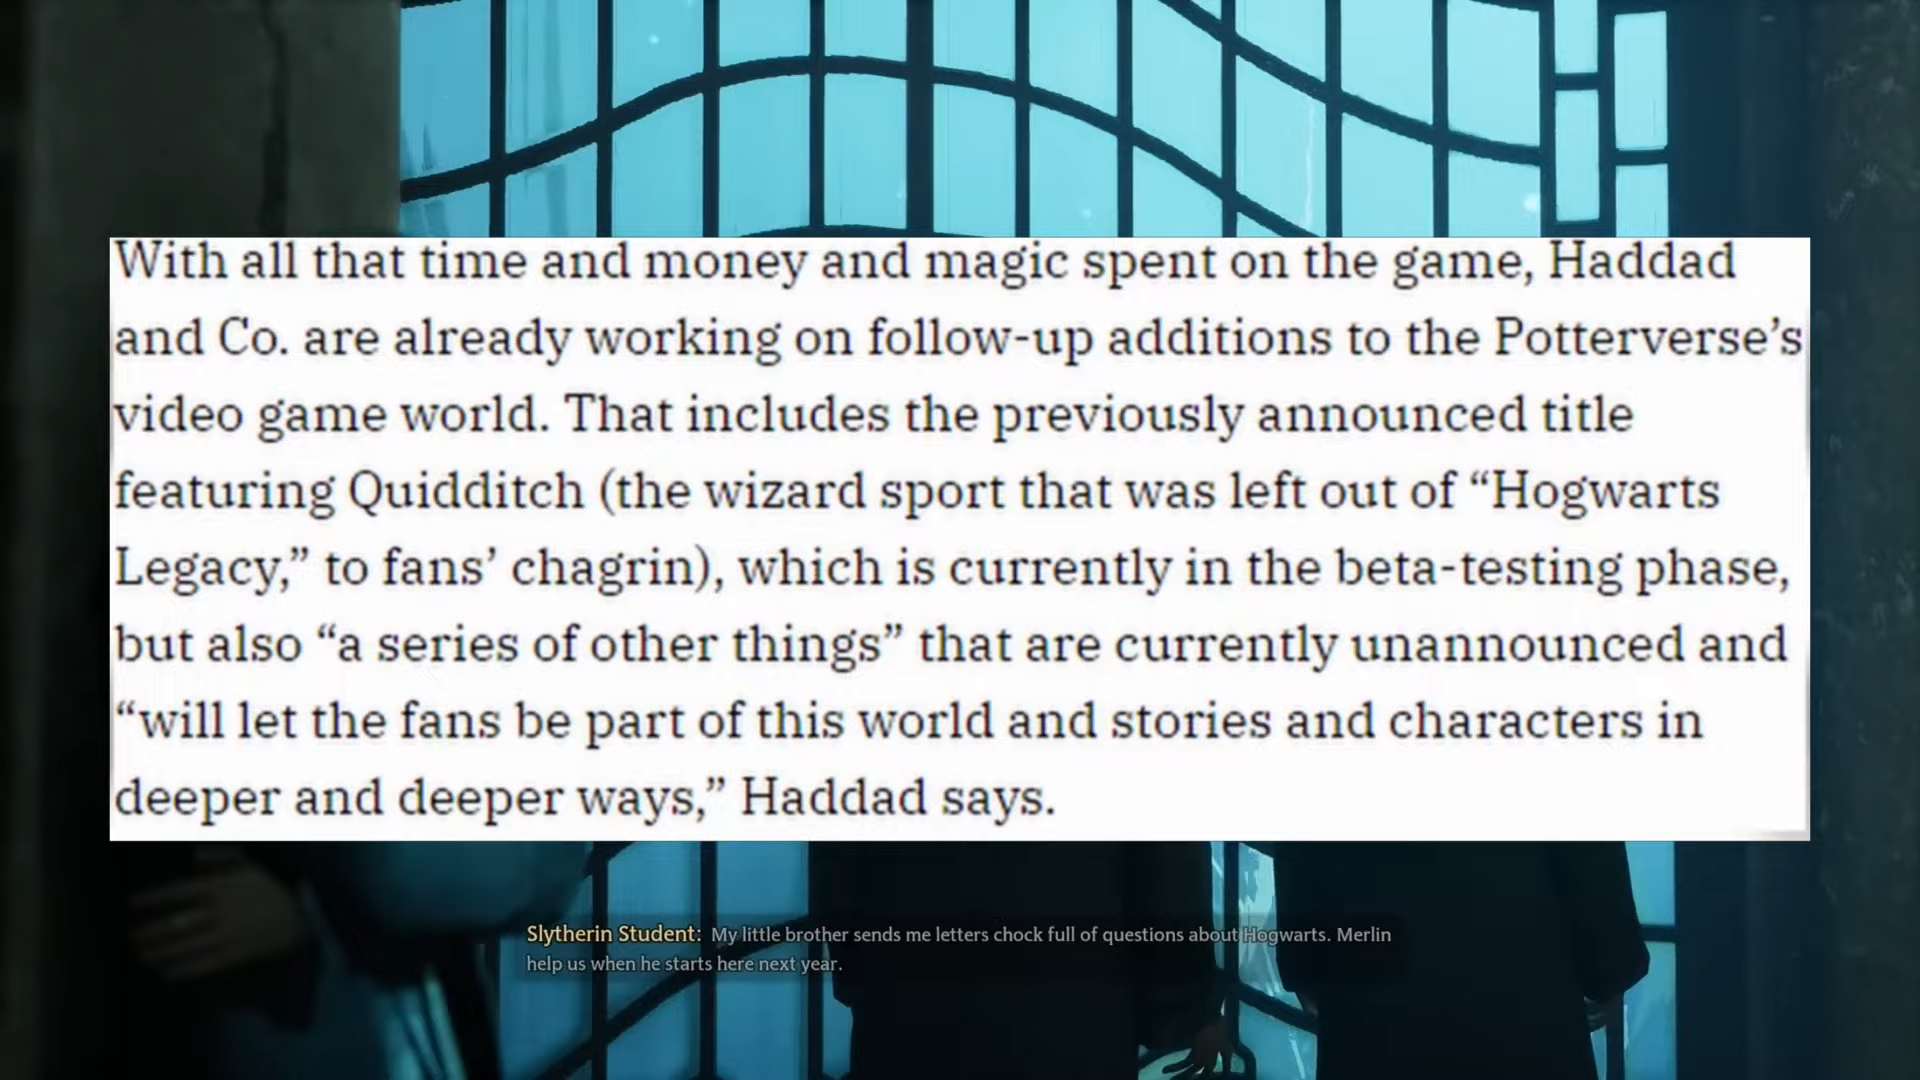 With all that time and money and magic spent on the game, Haddad
and Co. are already working on follow-up additions to the Potterverse’s
video game world. That includes the previously announced title
featuring Quidditch (the wizard sport that was left out of “Hogwarts
Legacy,” to fans’ chagrin), which is currently in the beta-testing phase,
but also “a series of other things” that are currently unannounced and
“will let the fans be part of this world and stories and characters in
deeper and deeper ways,” Haddad says.
Slytherin Student: My little brother sends me letters chock full of questions about Hogwarts. Merlin
help us when he starts here next year.